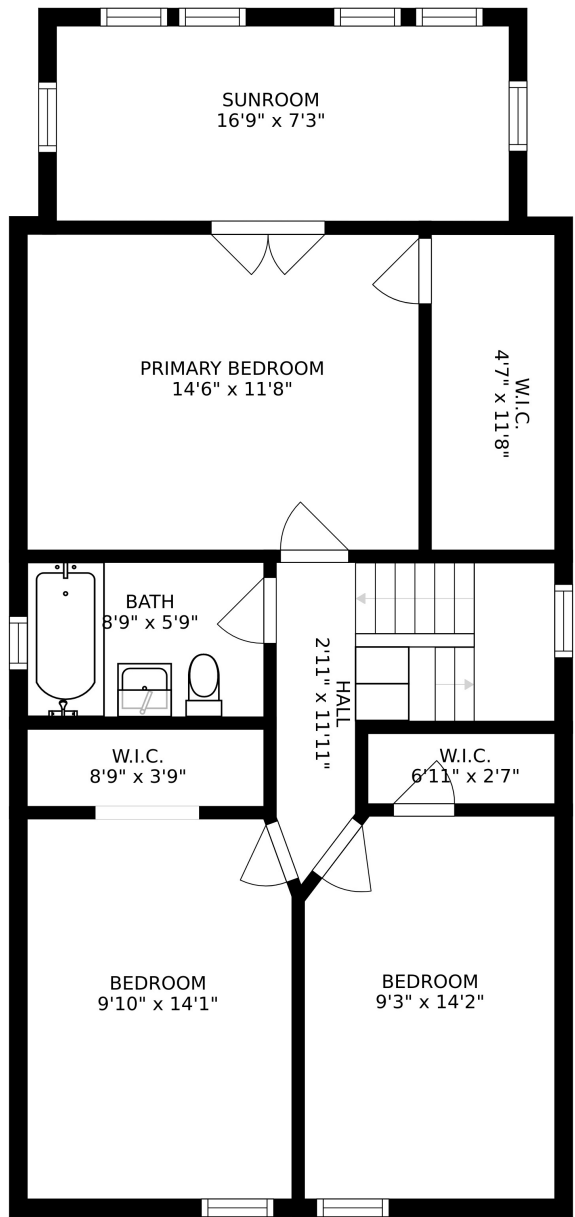 SUNROOM
16'9" x 7'3"
PRIMARY BEDROOM
14'6" x 11'8"
W.I.C.
4'7" x 11'8"
BATH
8'9" x 5'9"
HALL
2'11" x 11'11"
W.I.C.
8'9" x 3'9"
W.I.C.
6'11" x 2'7"
BEDROOM
9'10" x 14'1"
BEDROOM
9'3" x 14'2"